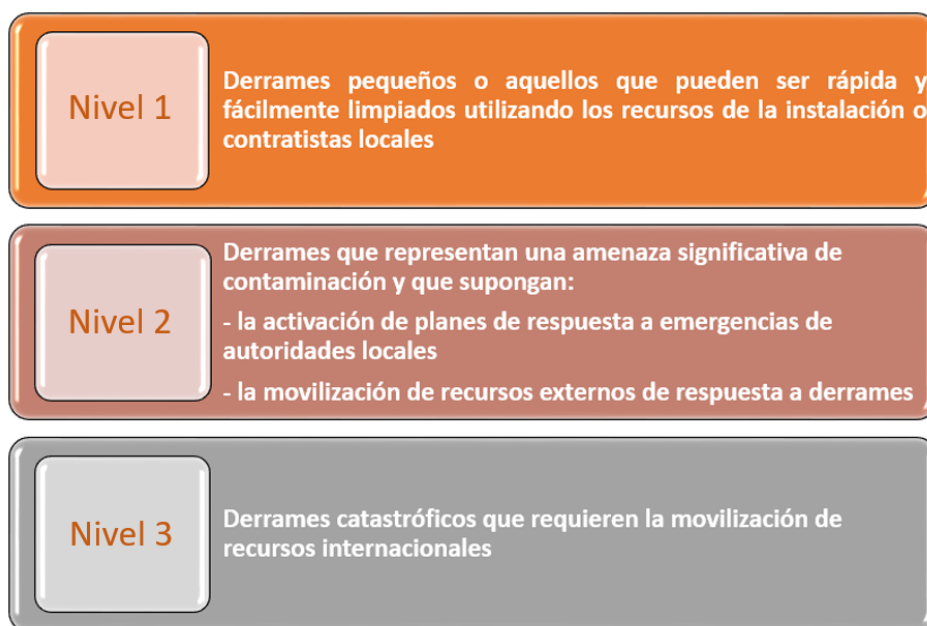 Nivel 1
Derrames pequeños o aquellos que pueden ser rápida y
fácilmente limpiados utilizando los recursos de la instalación o
contratistas locales
Nivel 2
Derrames que representan una amenaza significativa de
contaminación y que supongan:
- la activación de planes de respuesta a emergencias de
autoridades locales
- la movilización de recursos externos de respuesta a derrames
Nivel 3
Derrames catastróficos que requieren la movilización de
recursos internacionales